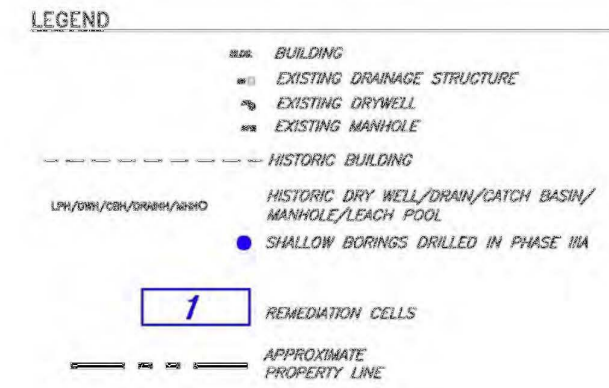 LEGEND
BLDG. BUILDING
EXISTING DRAINAGE STRUCTURE
EXISTING DRYWELL
EXISTING MANHOLE
HISTORIC BUILDING
LPH/DWH/CBH/DRAINH/MHHO HISTORIC DRY WELL/DRAIN/CATCH BASIN/
MANHOLE/LEACH POOL
SHALLOW BORINGS DRILLED IN PHASE IIIA
1 REMEDIATION CELLS
APPROXIMATE
PROPERTY LINE